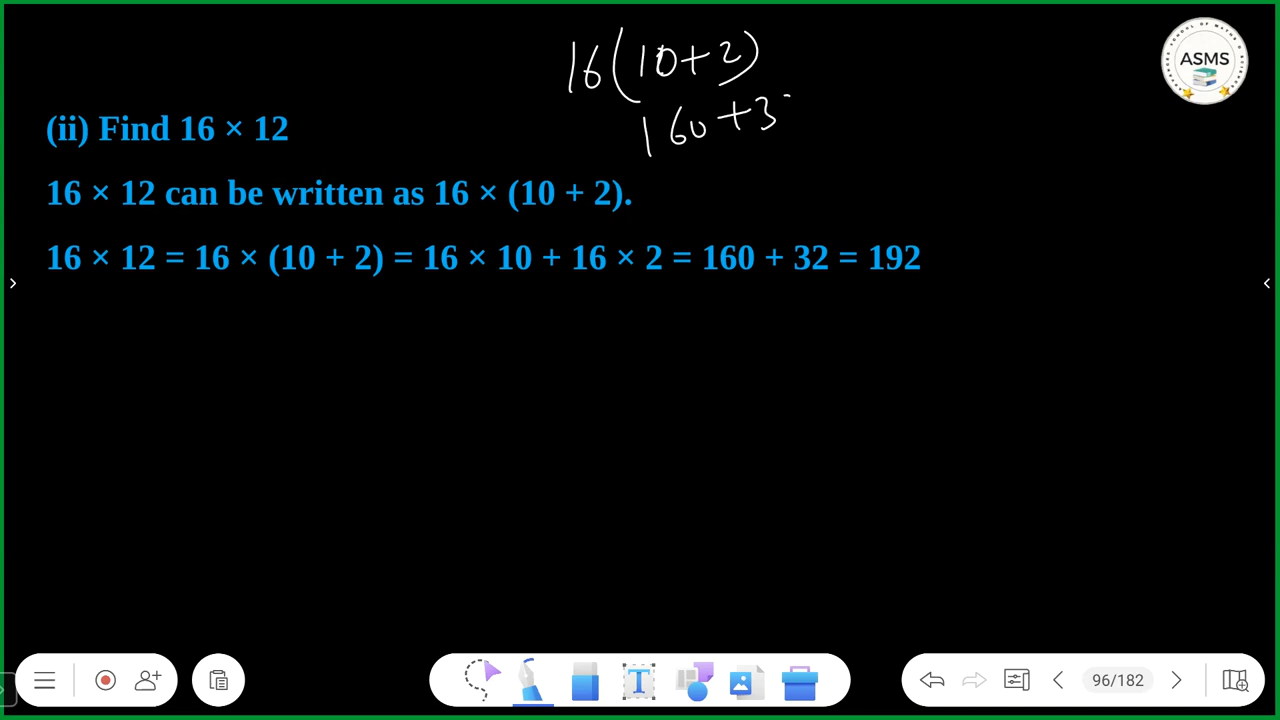 16(10+2)
160+3
ASMS
(ii) Find 16 × 12
16 × 12 can be written as 16 × (10 + 2).
16 × 12 = 16 × (10 + 2) = 16 × 10 + 16 × 2 = 160 + 32 = 192
96/182